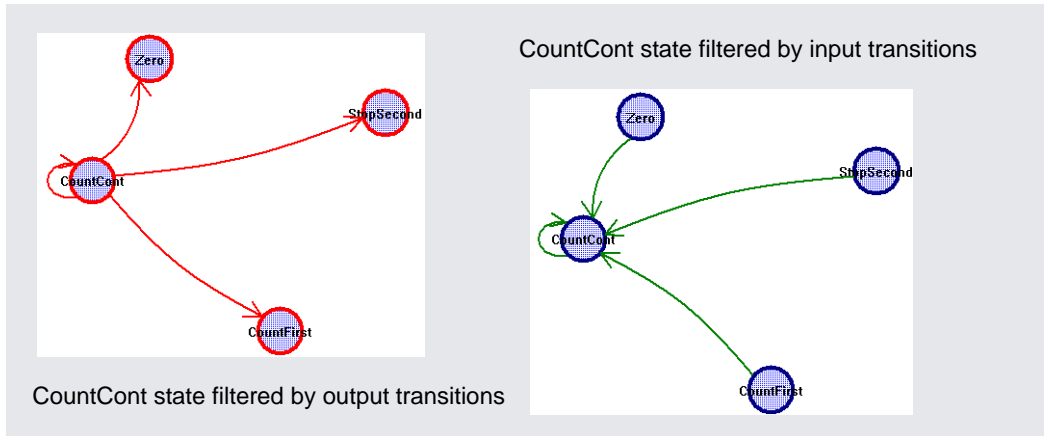 Zero
StopSecond
CountCont
CountFirst
CountCont state filtered by output transitions
CountCont state filtered by input transitions
Zero
StopSecond
CountCont
CountFirst